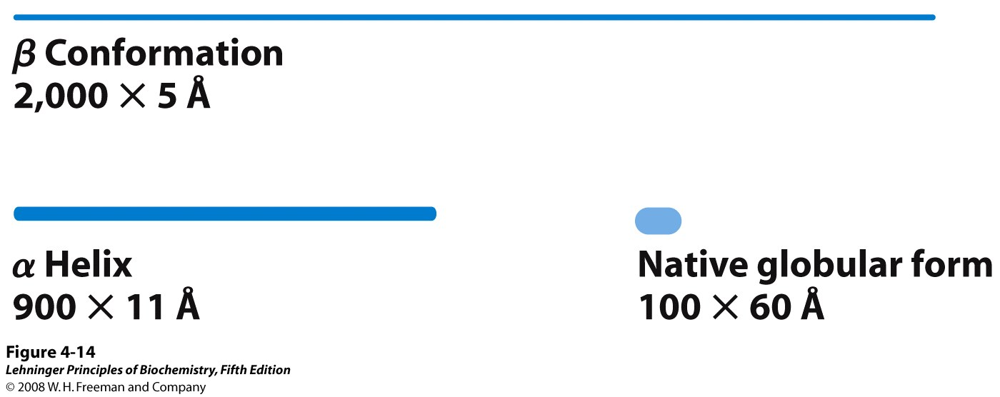 β Conformation
2,000 × 5 Å
α Helix
900 × 11 Å
Native globular form
100 × 60 Å
Figure 4-14
Lehninger Principles of Biochemistry, Fifth Edition
© 2008 W. H. Freeman and Company